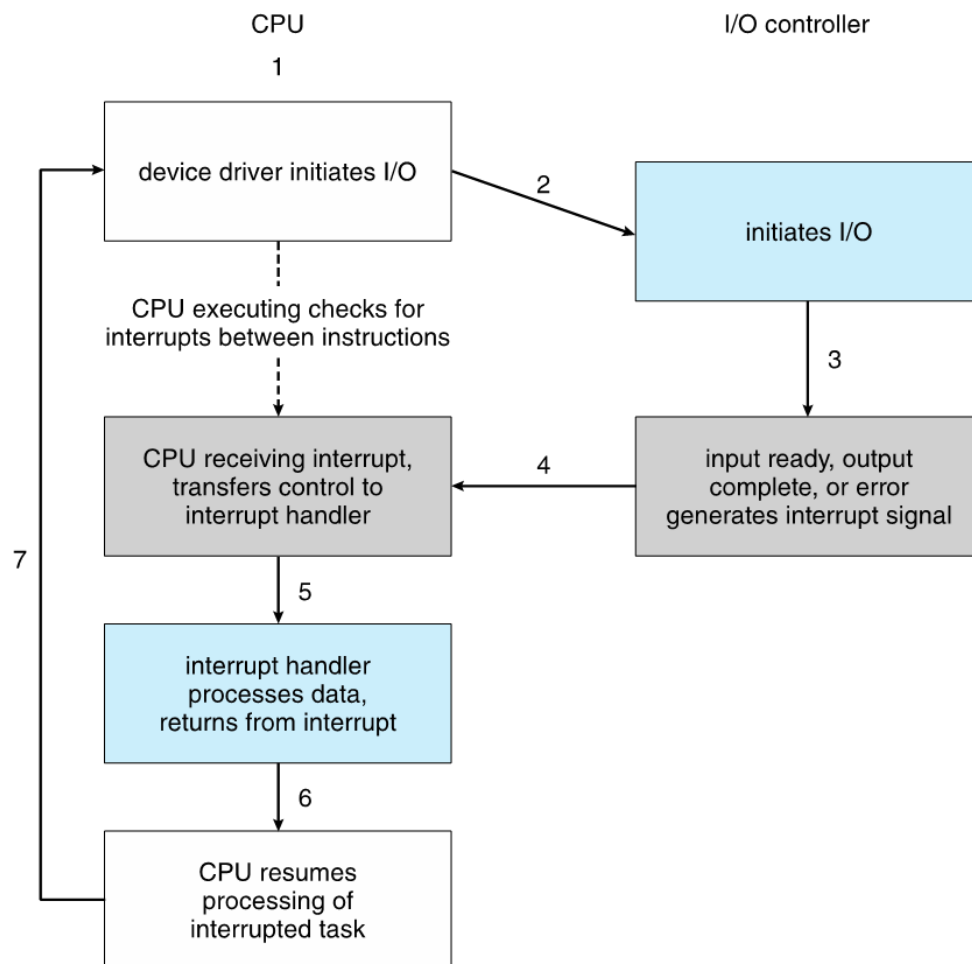 CPU
I/O controller
1
device driver initiates I/O
2
initiates I/O
CPU executing checks for
interrupts between instructions
3
CPU receiving interrupt,
transfers control to
interrupt handler
4
input ready, output
complete, or error
generates interrupt signal
7
5
interrupt handler
processes data,
returns from interrupt
6
CPU resumes
processing of
interrupted task